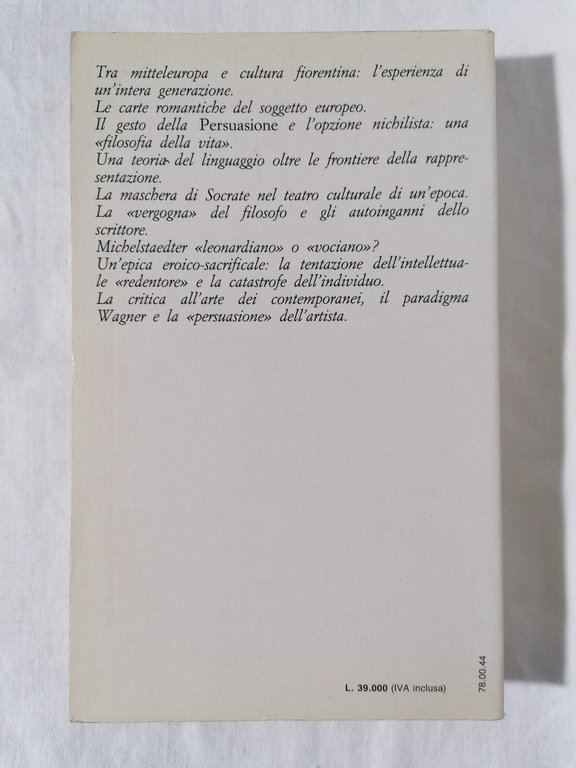 Tra mitteleuropa e cultura fiorentina: l'esperienza di
un'intera generazione.
Le carte romantiche del soggetto europeo.
Il gesto della Persuasione e l'opzione nichilista: una
«filosofia della vita».
Una teoria del linguaggio oltre le frontiere della rappre-
sentazione.
La maschera di Socrate nel teatro culturale di un'epoca.
La «vergogna» del filosofo e gli autoinganni dello
scrittore.
Michelstaedter «leonardiano» o «vociano»?
Un'epica eroico-sacrificale: la tentazione dell'intellettua-
le «redentore» e la catastrofe dell'individuo.
La critica all'arte dei contemporanei, il paradigma
Wagner e la «persuasione» dell'artista.
L. 39.000 (IVA inclusa)
78.00.44